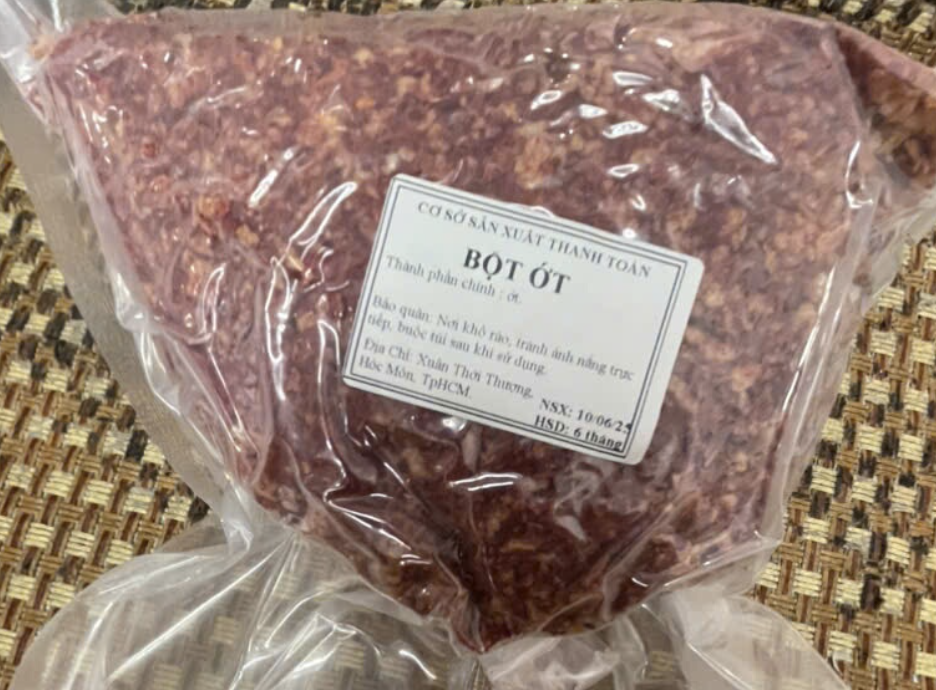 CƠ SỞ SẢN XUẤT THANH TOÀN
BỘT ỚT
Thành phần chính : ớt.
Bảo quản: Nơi khô ráo, tránh ánh nắng trực
tiếp, buộc túi sau khi sử dụng.
Địa Chỉ: Xuân Thới Thượng,
Hóc Môn, TpHCM.
NSX: 10/06/25
HSD: 6 tháng